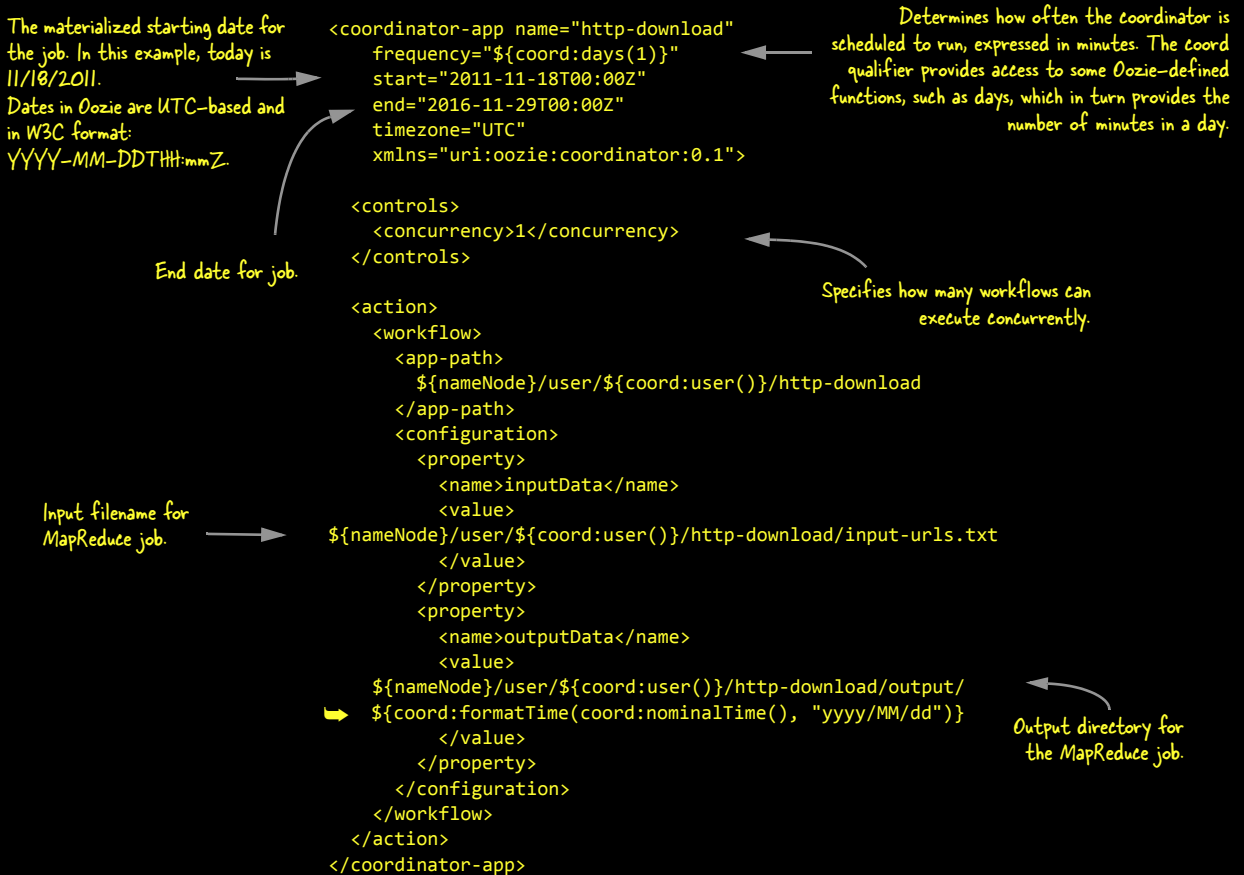 The materialized starting date for
the job. In this example, today is
11/18/2011.
Dates in Oozie are UTC-based and
in W3C format:
YYYY-MM-DDTHH:mmZ.
End date for job.
Input filename for
MapReduce job.
<coordinator-app name="http-download"
frequency="${coord:days(1)}"
start="2011-11-18T00:00Z"
end="2016-11-29T00:00Z"
timezone="UTC"
xmlns="uri:oozie:coordinator:0.1">
<controls>
<concurrency>1</concurrency>
</controls>
<action>
<workflow>
<app-path>
${nameNode}/user/${coord:user()}/http-download
</app-path>
<configuration>
<property>
<name>inputData</name>
<value>
${nameNode}/user/${coord:user()}/http-download/input-urls.txt
</value>
</property>
<property>
<name>outputData</name>
<value>
${nameNode}/user/${coord:user()}/http-download/output/
${coord:formatTime(coord:nominalTime(), "yyyy/MM/dd")}
</value>
</property>
</configuration>
</workflow>
</action>
</coordinator-app>
Determines how often the coordinator is
scheduled to run, expressed in minutes. The coord
qualifier provides access to some Oozie-defined
functions, such as days, which in turn provides the
number of minutes in a day.
Specifies how many workflows can
execute concurrently.
Output directory for
the MapReduce job.